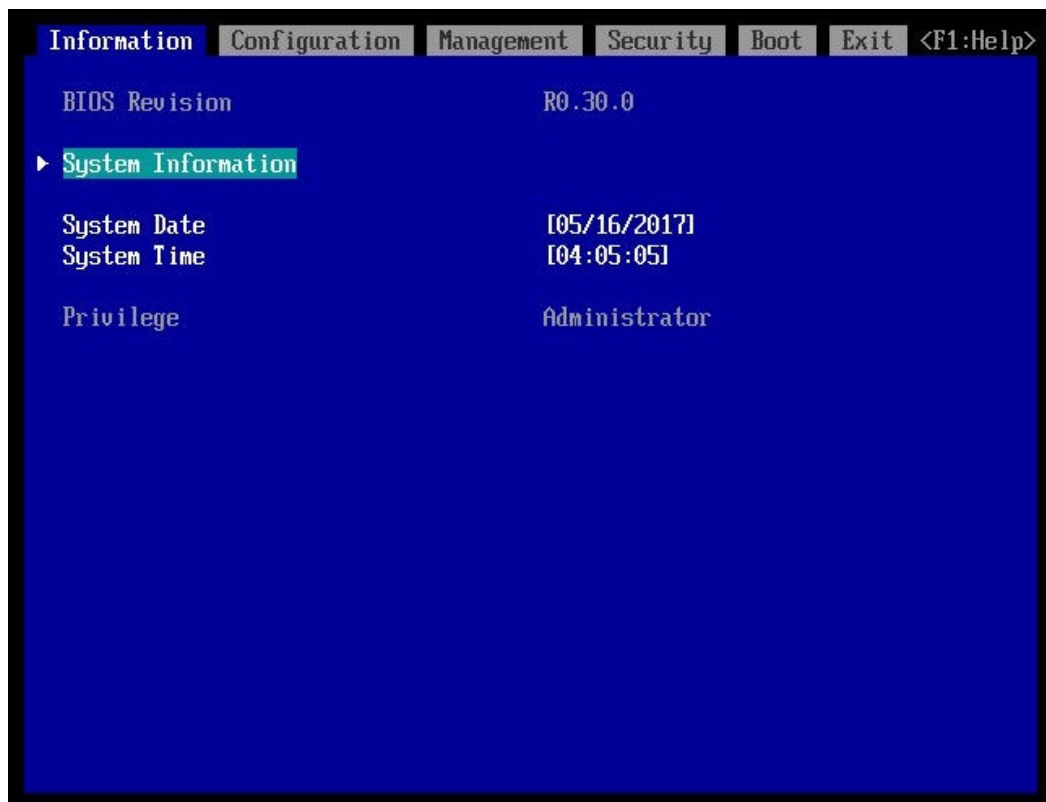 Information Configuration Management Security Boot Exit <F1:Help>
BIOS Revision R0.30.0
System Information
System Date [05/16/2017]
System Time [04:05:05]
Privilege Administrator